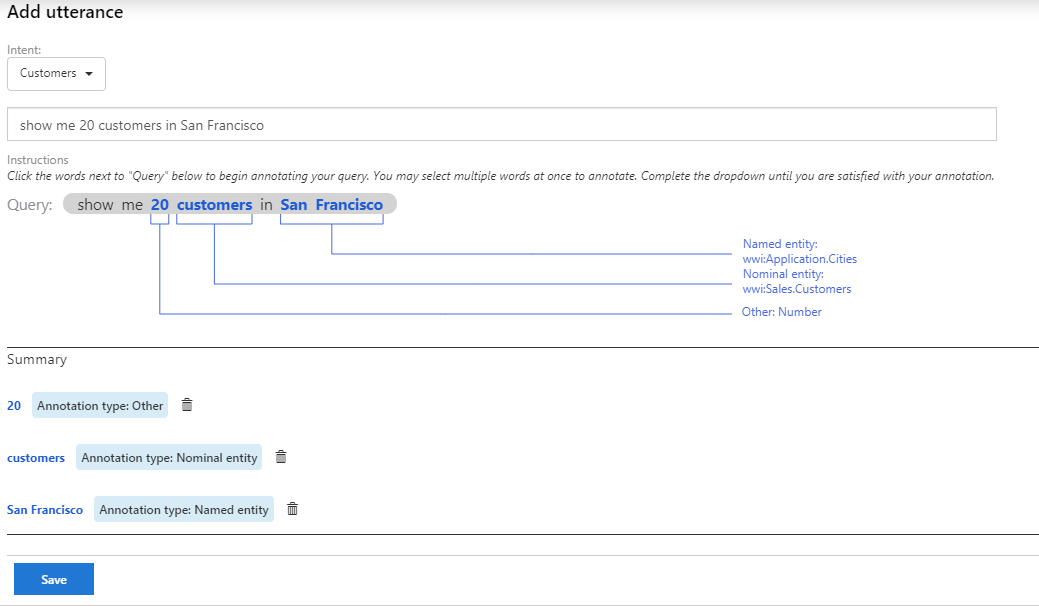 Add utterance
Intent:
Customers
show me 20 customers in San Francisco
Instructions
Click the words next to "Query" below to begin annotating your query. You may select multiple words at once to annotate. Complete the dropdown until you are satisfied with your annotation.
Query: show me 20 customers in San Francisco
Named entity:
wwi:Application.Cities
Nominal entity:
wwi:Sales.Customers
Other: Number
Summary
20 Annotation type: Other
customers Annotation type: Nominal entity
San Francisco Annotation type: Named entity
Save